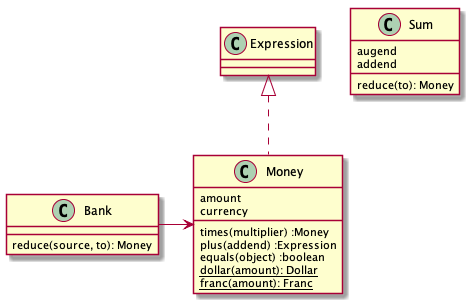 C Expression
C Sum
augend
addend
reduce(to): Money
C Money
amount
currency
times(multiplier) :Money
plus(addend) :Expression
equals(object) :boolean
dollar(amount): Dollar
franc(amount): Franc
C Bank
reduce(source, to): Money